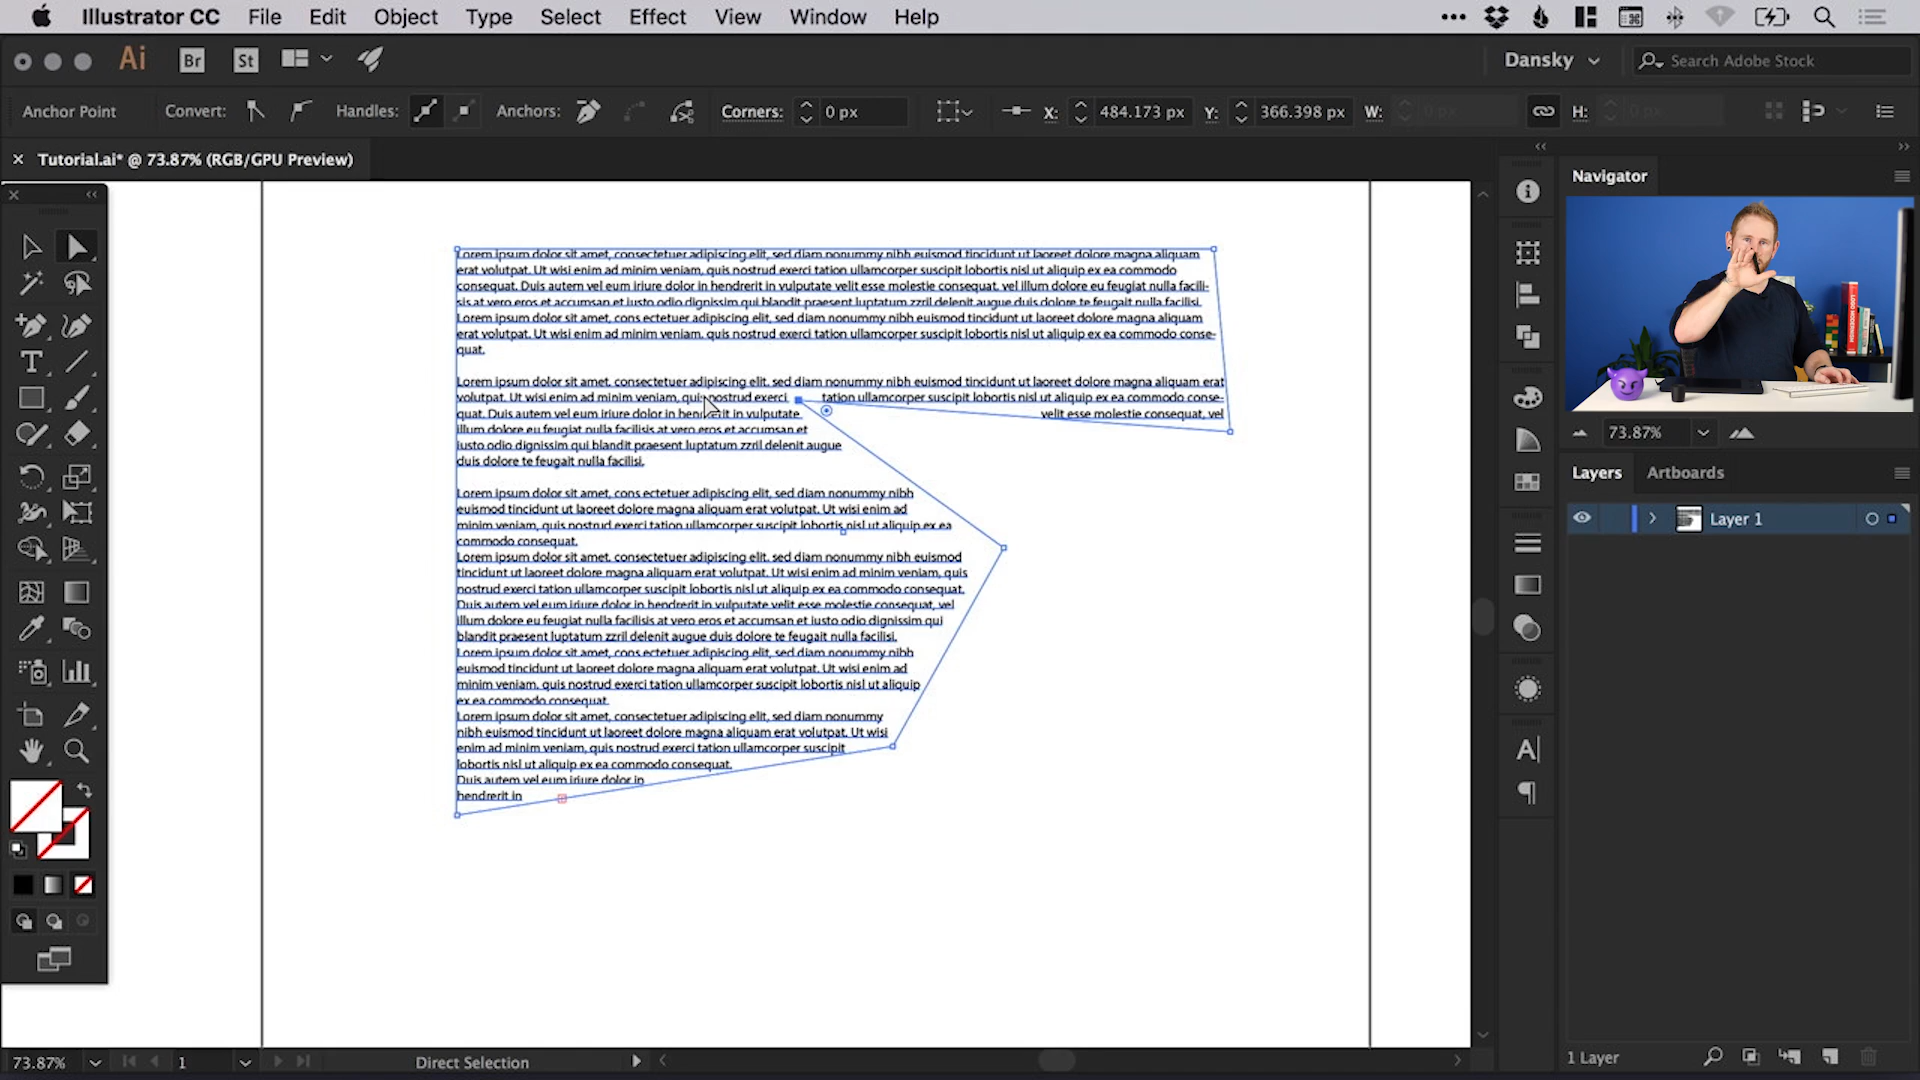 Illustrator CC File Edit Object Type Select Effect View Window Help
Ai Br St Dansky Search Adobe Stock
Anchor Point Convert: Handles: Anchors: Corners: 0 px X: 484.173 px Y: 366.398 px W: 0 px H: 0 px
Tutorial.ai* @ 73.87% (RGB/GPU Preview)
Navigator
73.87%
Layers Artboards
Layer 1
Lorem ipsum dolor sit amet, consectetuer adipiscing elit, sed diam nonummy nibh euismod tincidunt ut laoreet dolore magna aliquam
erat volutpat. Ut wisi enim ad minim veniam, quis nostrud exerci tation ullamcorper suscipit lobortis nisl ut aliquip ex ea commodo
consequat. Duis autem vel eum iriure dolor in hendrerit in vulputate velit esse molestie consequat, vel illum dolore eu feugiat nulla facili-
sis at vero eros et accumsan et iusto odio dignissim qui blandit praesent luptatum zzril delenit augue duis dolore te feugait nulla facilisi.
Lorem ipsum dolor sit amet, cons ectetuer adipiscing elit, sed diam nonummy nibh euismod tincidunt ut laoreet dolore magna aliquam
erat volutpat. Ut wisi enim ad minim veniam, quis nostrud exerci tation ullamcorper suscipit lobortis nisl ut aliquip ex ea commodo conse-
quat.
Lorem ipsum dolor sit amet, consectetuer adipiscing elit, sed diam nonummy nibh euismod tincidunt ut laoreet dolore magna aliquam erat
volutpat. Ut wisi enim ad minim veniam, quis nostrud exerci tation ullamcorper suscipit lobortis nisl ut aliquip ex ea commodo conse-
quat. Duis autem vel eum iriure dolor in hendrerit in vulputate velit esse molestie consequat, vel
illum dolore eu feugiat nulla facilisis at vero eros et accumsan et
iusto odio dignissim qui blandit praesent luptatum zzril delenit augue
duis dolore te feugait nulla facilisi.
Lorem ipsum dolor sit amet, cons ectetuer adipiscing elit, sed diam nonummy nibh
euismod tincidunt ut laoreet dolore magna aliquam erat volutpat. Ut wisi enim ad
minim veniam, quis nostrud exerci tation ullamcorper suscipit lobortis nisl ut aliquip ex ea
commodo consequat.
Lorem ipsum dolor sit amet, consectetuer adipiscing elit, sed diam nonummy nibh euismod
tincidunt ut laoreet dolore magna aliquam erat volutpat. Ut wisi enim ad minim veniam, quis
nostrud exerci tation ullamcorper suscipit lobortis nisl ut aliquip ex ea commodo consequat.
Duis autem vel eum iriure dolor in hendrerit in vulputate velit esse molestie consequat, vel
illum dolore eu feugiat nulla facilisis at vero eros et accumsan et iusto odio dignissim qui
blandit praesent luptatum zzril delenit augue duis dolore te feugait nulla facilisi.
Lorem ipsum dolor sit amet, cons ectetuer adipiscing elit, sed diam nonummy nibh
euismod tincidunt ut laoreet dolore magna aliquam erat volutpat. Ut wisi enim ad
minim veniam, quis nostrud exerci tation ullamcorper suscipit lobortis nisl ut aliquip
ex ea commodo consequat.
Lorem ipsum dolor sit amet, consectetuer adipiscing elit, sed diam nonummy
nibh euismod tincidunt ut laoreet dolore magna aliquam erat volutpat. Ut wisi
enim ad minim veniam, quis nostrud exerci tation ullamcorper suscipit
lobortis nisl ut aliquip ex ea commodo consequat.
Duis autem vel eum iriure dolor in
hendrerit in
73.87% 1 Direct Selection 1 Layer